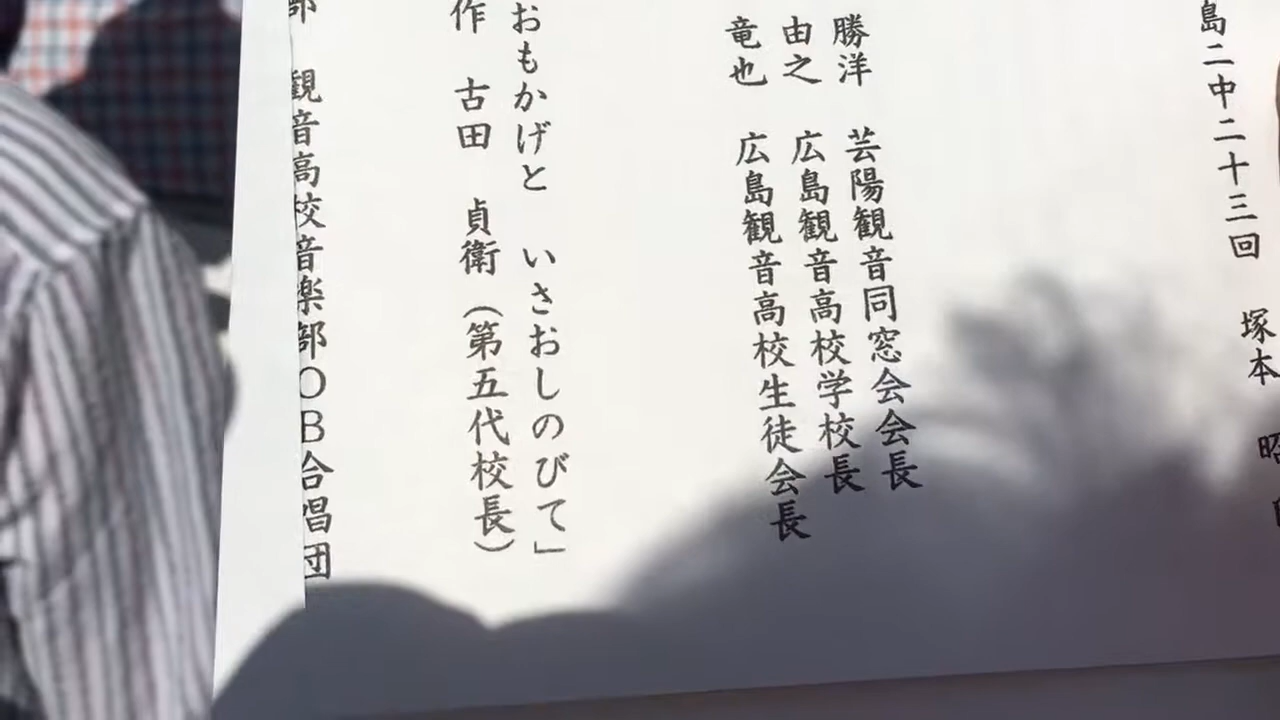 島二中二十三回 塚本
勝洋 芸陽観音同窓会会長
由之 広島観音高校学校長
竜也 広島観音高校生徒会長
おもかげと いさおしのびて」
作 古田 貞衛（第五代校長）
部 観音高校音楽部OB合唱団